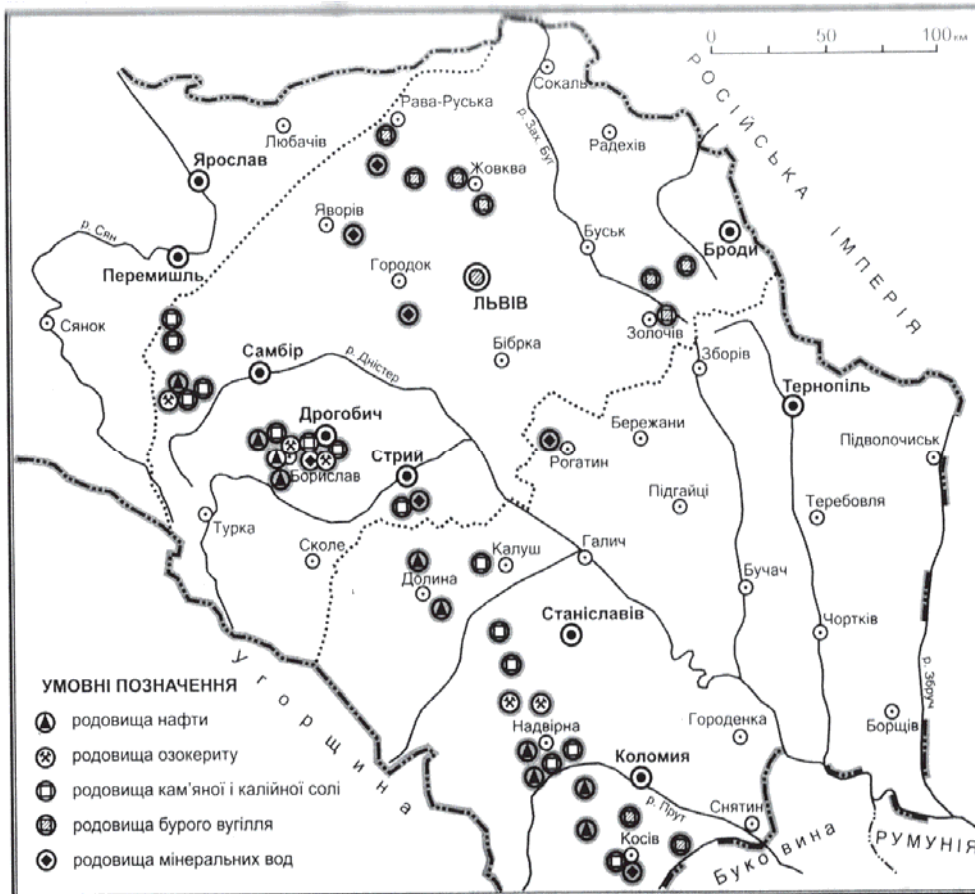 0 50 100 км
РОСІЙСЬКА ІМПЕРІЯ
Сокаль
Рава-Руська
р. Зах. Буг
Любачів
Радехів
Ярослав
Жовква
Яворів
р. Сян
Буськ
Броди
Перемишль
Городок
ЛЬВІВ
Сянок
Золочів
Бібрка
Самбір
р. Дністер
Зборів
Тернопіль
Дрогобич
Бережани
Підволочиськ
Стрий
Рогатин
Борислав
Підгайці
Теребовля
Турка
Сколе
Калуш
Галич
Долина
Бучач
Станіславів
Чортків
р. Збруч
Угорщина
УМОВНІ ПОЗНАЧЕННЯ
родовища нафти
родовища озокериту
родовища кам'яної і калійної солі
родовища бурого вугілля
родовища мінеральних вод
Надвірна
Городенка
Борщів
Коломия
р. Прут
Снятин
Косів
Буковина
РУМУНІЯ